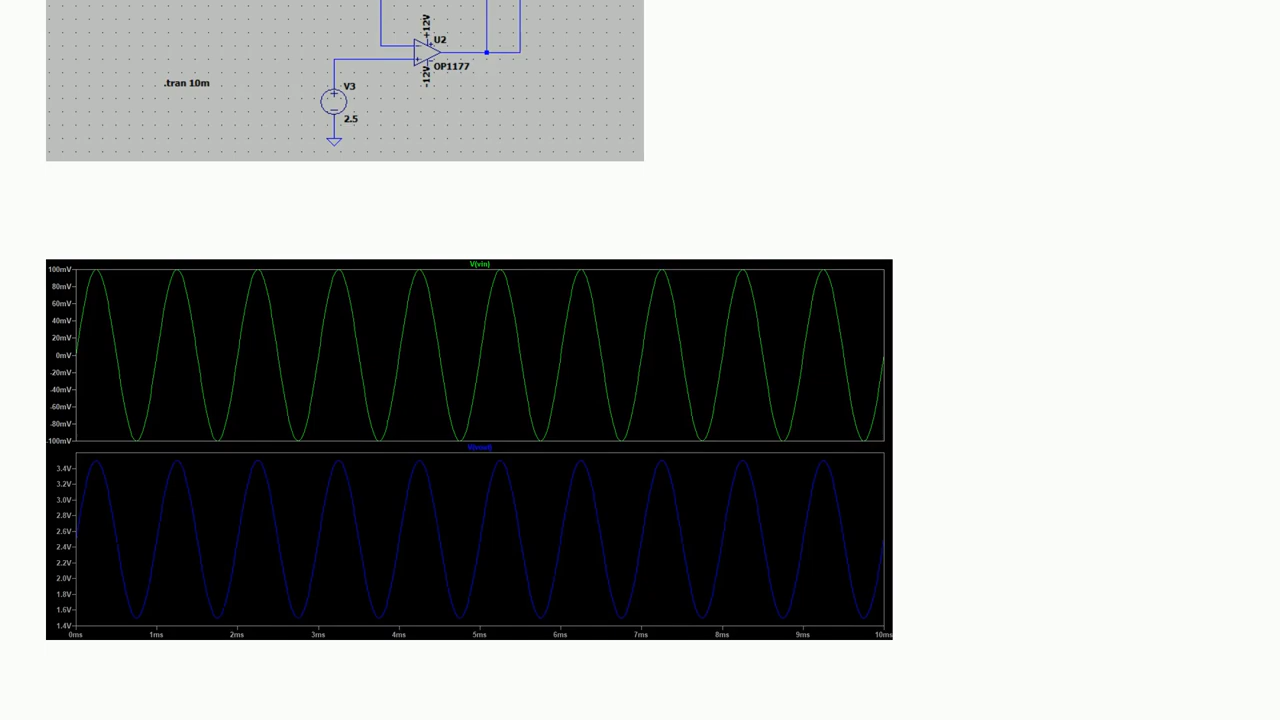 +12V
U2
OP1177
-12V
.tran 10m
V3
2.5
V(vin)
100mV
80mV
60mV
40mV
20mV
0mV
-20mV
-40mV
-60mV
-80mV
-100mV
V(vout)
3.4V
3.2V
3.0V
2.8V
2.6V
2.4V
2.2V
2.0V
1.8V
1.6V
1.4V
0ms 1ms 2ms 3ms 4ms 5ms 6ms 7ms 8ms 9ms 10ms